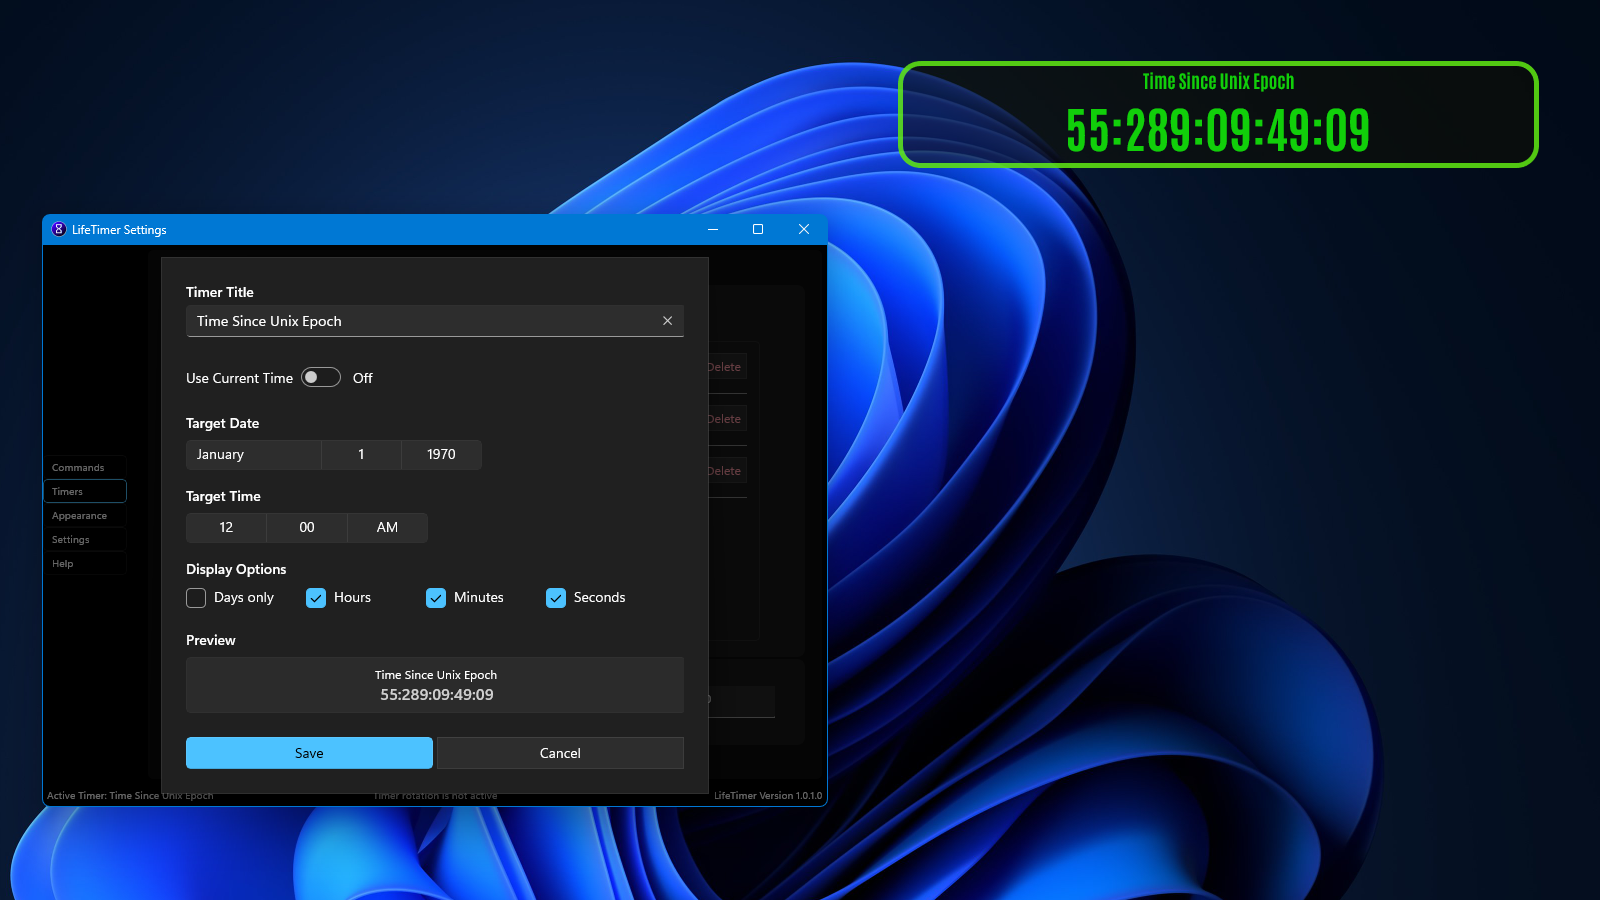 Time Since Unix Epoch
55:289:09:49:09
LifeTimer Settings
Timer Title
Time Since Unix Epoch
Use Current Time Off
Target Date
January 1 1970
Target Time
12 00 AM
Display Options
Days only Hours Minutes Seconds
Preview
Time Since Unix Epoch
55:289:09:49:09
Save Cancel
Commands
Timers
Appearance
Settings
Help
Delete
Delete
Delete
Active Timer: Time Since Unix Epoch Timer rotation is not active LifeTimer Version 1.0.1.0